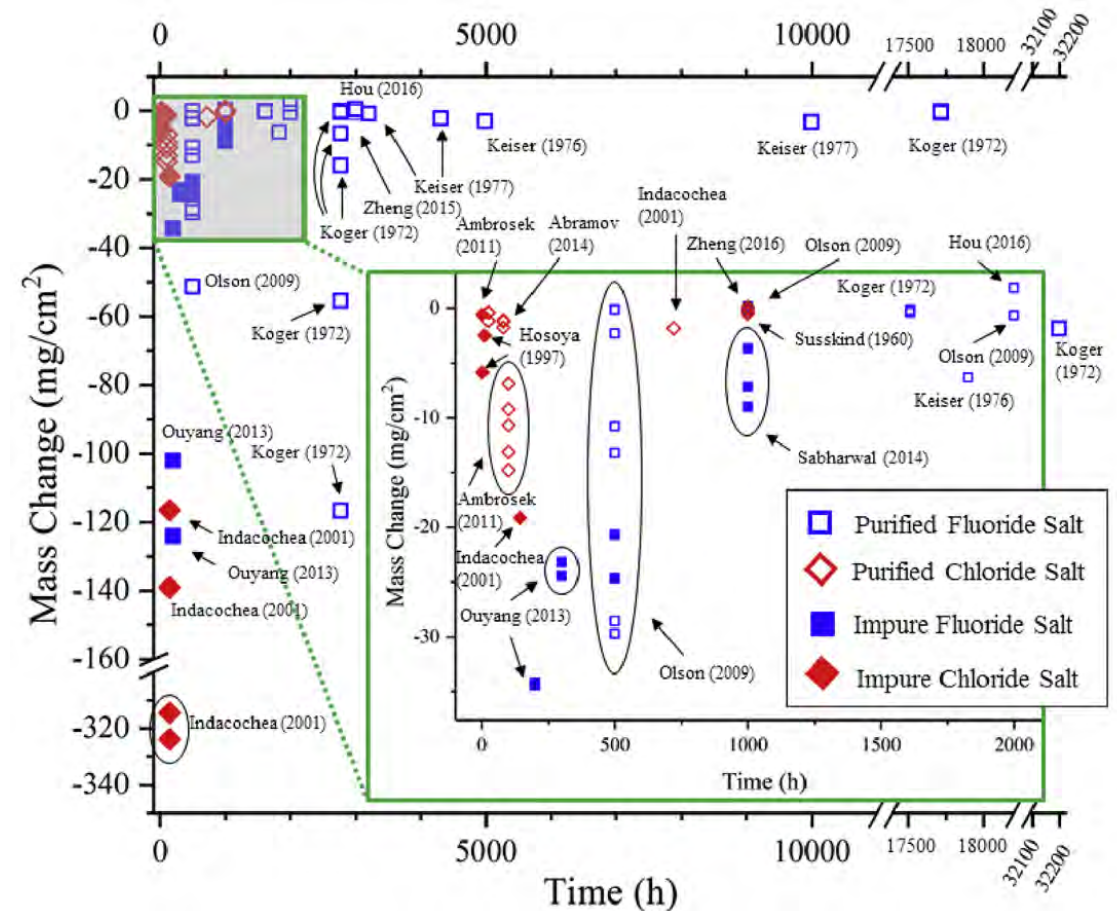 0
5000
10000
17500
18000
32100
32200
0
-20
-40
-60
-80
-100
-120
-140
-160
-320
-340
Mass Change (mg/cm2)
Hou (2016)
Keiser (1976)
Keiser (1977)
Koger (1972)
Keiser (1977)
Zheng (2015)
Koger (1972)
Olson (2009)
Koger (1972)
Ouyang (2013)
Koger (1972)
Indacochea (2001)
Ouyang (2013)
Indacochea (2001)
Indacochea (2001)
Ambrosek
(2011)
Abramov
(2014)
Indacochea
(2001)
Zheng (2016)
Olson (2009)
Hou (2016)
Koger (1972)
Hosoya
(1997)
Susskind (1960)
Olson (2009)
Koger
(1972)
Keiser (1976)
Sabharwal (2014)
Ambrosek
(2011)
Indacochea
(2001)
Ouyang (2013)
Olson (2009)
0
-10
-20
-30
Mass Change (mg/cm2)
0
500
1000
1500
2000
Time (h)
Purified Fluoride Salt
Purified Chloride Salt
Impure Fluoride Salt
Impure Chloride Salt
0
5000
10000
17500
18000
32100
32200
Time (h)